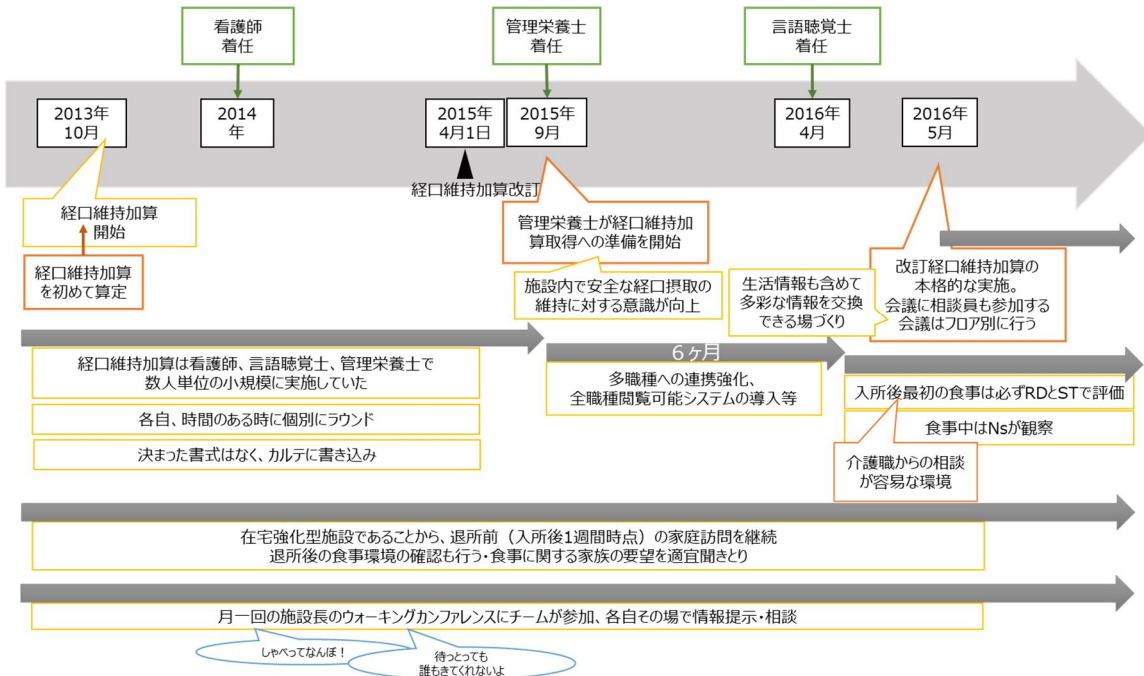 看護師
着任
管理栄養士
着任
言語聴覚士
着任
2013年
10月
2014
年
2015年
4月1日
2015年
9月
2016年
4月
2016年
5月
経口維持加算改訂
経口維持加算
開始
経口維持加算
を初めて算定
管理栄養士が経口維持加
算取得への準備を開始
施設内で安全な経口摂取の
維持に対する意識が向上
生活情報も含めて
多彩な情報を交換
できる場づくり
改訂経口維持加算の
本格的な実施。
会議に相談員も参加する
会議はフロア別に行う
経口維持加算は看護師、言語聴覚士、管理栄養士で
数人単位の小規模に実施していた
各自、時間のある時に個別にラウンド
決まった書式はなく、カルテに書き込み
6ヶ月
多職種への連携強化、
全職種閲覧可能システムの導入等
入所後最初の食事は必ずRDとSTで評価
食事中はNsが観察
介護職からの相談
が容易な環境
在宅強化型施設であることから、退所前（入所後1週間時点）の家庭訪問を継続
退所後の食事環境の確認も行う・食事に関する家族の要望を適宜聞きとり
月一回の施設長のウォーキングカンファレンスにチームが参加、各自その場で情報提示・相談
しゃべってなんぼ！
待っとっても
誰もきてくれないよ